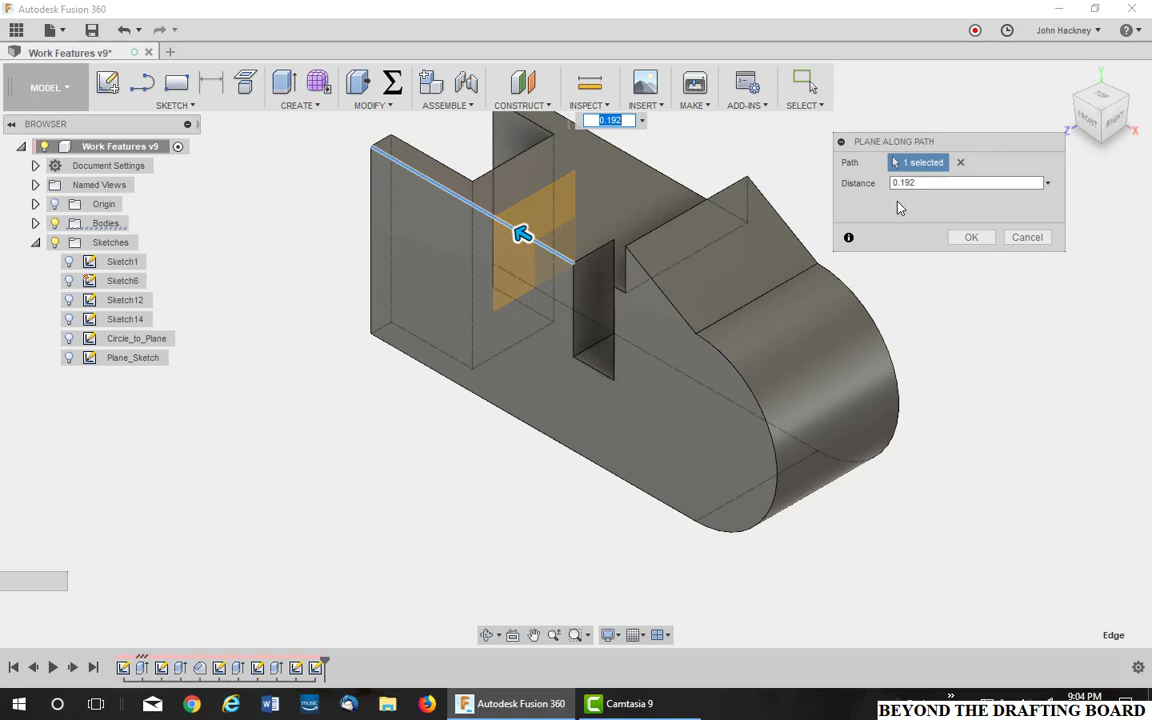 Autodesk Fusion 360
John Hackney
Work Features v9*
MODEL
SKETCH
CREATE
MODIFY
ASSEMBLE
CONSTRUCT
INSPECT
INSERT
MAKE
ADD-INS
SELECT
BROWSER
Work Features v9
Document Settings
Named Views
Origin
Bodies
Sketches
Sketch1
Sketch6
Sketch12
Sketch14
Circle_to_Plane
Plane_Sketch
0.192
PLANE ALONG PATH
Path 1 selected
Distance 0.192
OK Cancel
TOP
FRONT RIGHT
Y
Z X
Edge
Autodesk Fusion 360
Camtasia 9
9:04 PM
BEYOND THE DRAFTING BOARD